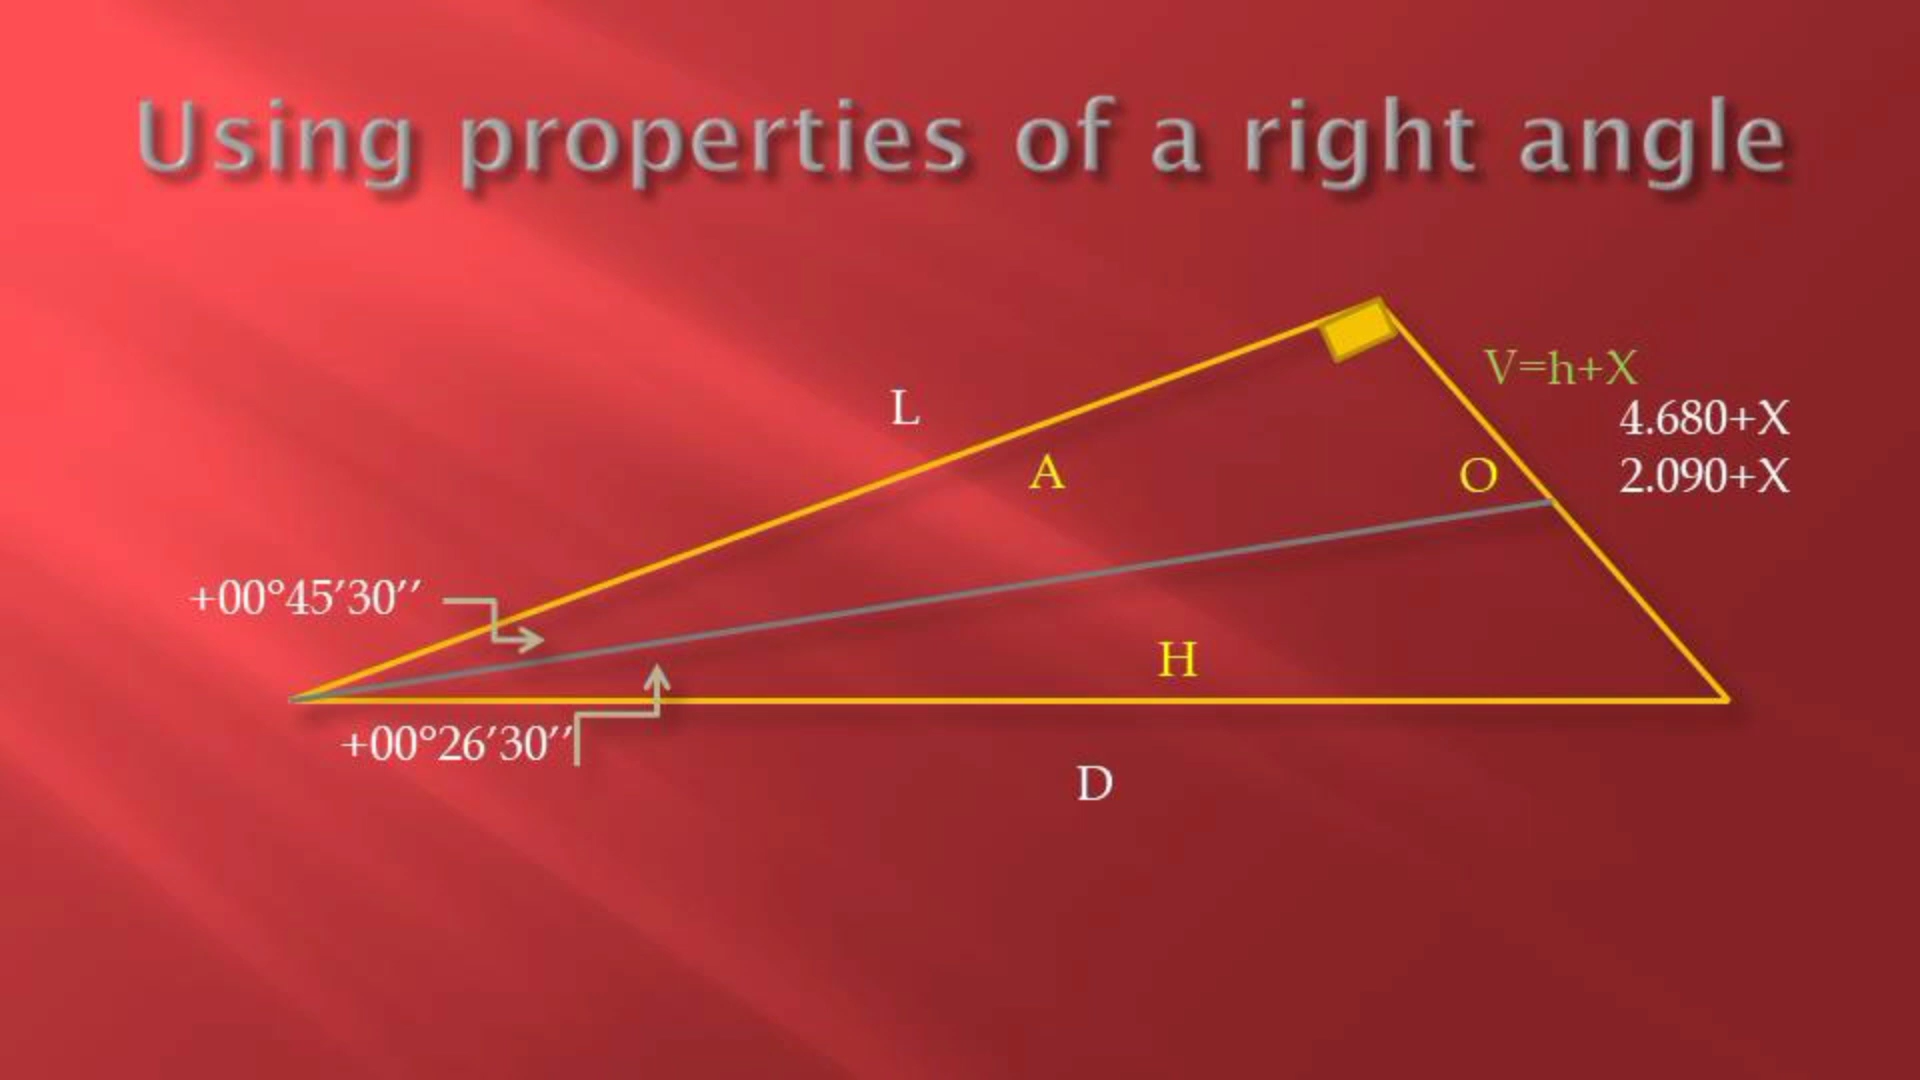 Using properties of a right angle
V=h+X
4.680+X
2.090+X
L
A
O
+00°45′30′′
H
+00°26′30′′
D